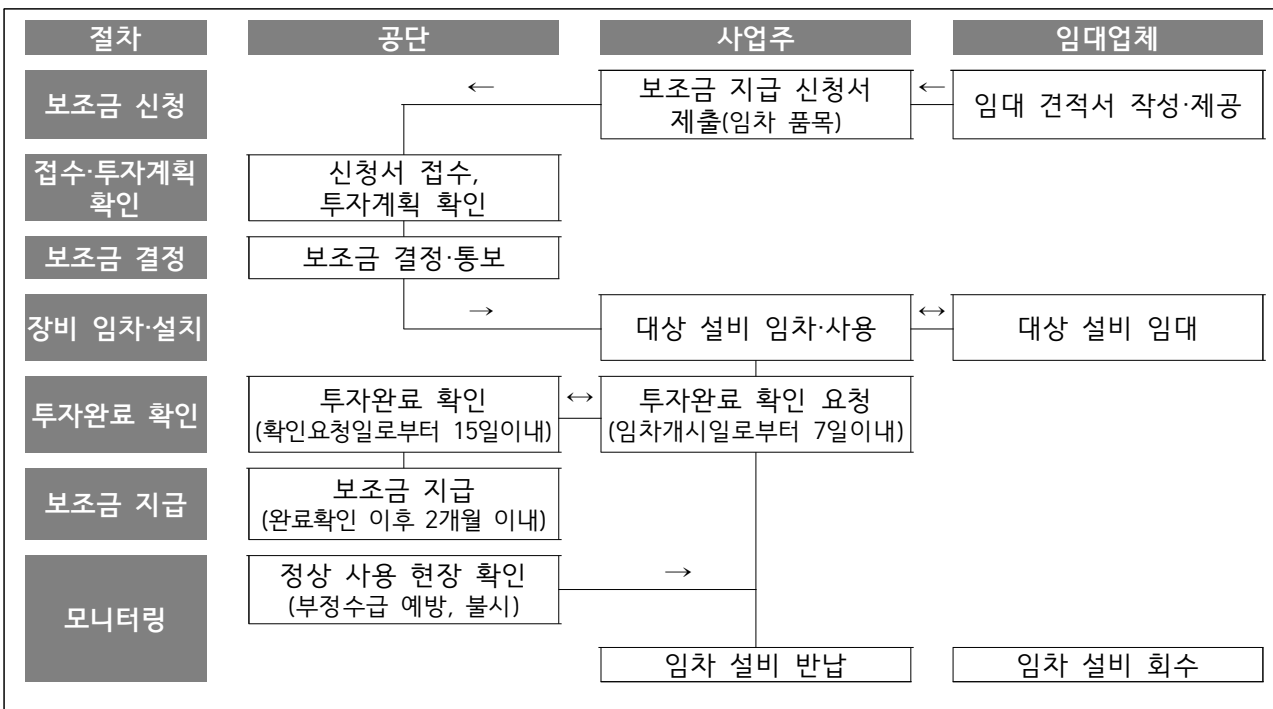 절차 공단 사업주 임대업체
보조금 신청
←
보조금 지급 신청서
제출(임차 품목)
←
임대 견적서 작성·제공
접수·투자계획
확인
신청서 접수,
투자계획 확인
보조금 결정
보조금 결정·통보
장비 임차·설치
→
대상 설비 임차·사용
↔
대상 설비 임대
투자완료 확인
투자완료 확인
(확인요청일로부터 15일이내)
↔
투자완료 확인 요청
(임차개시일로부터 7일이내)
보조금 지급
보조금 지급
(완료확인 이후 2개월 이내)
모니터링
정상 사용 현장 확인
(부정수급 예방, 불시)
→
임차 설비 반납
임차 설비 회수